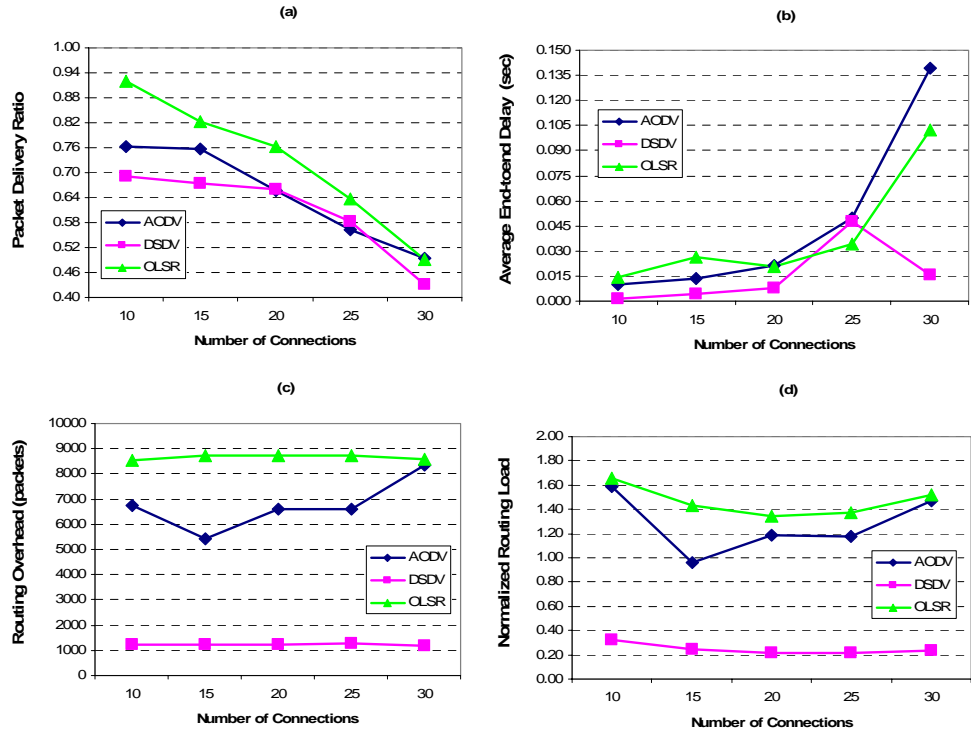 (a)
Packet Delivery Ratio
1.00
0.94
0.88
0.82
0.76
0.70
0.64
0.58
0.52
0.46
0.40
AODV
DSDV
OLSR
10 15 20 25 30
Number of Connections
(b)
Average End-toend Delay (sec)
0.150
0.135
0.120
0.105
0.090
0.075
0.060
0.045
0.030
0.015
0.000
AODV
DSDV
OLSR
10 15 20 25 30
Number of Connections
(c)
Routing Overhead (packets)
10000
9000
8000
7000
6000
5000
4000
3000
2000
1000
0
AODV
DSDV
OLSR
10 15 20 25 30
Number of Connections
(d)
Normalized Routing Load
2.00
1.80
1.60
1.40
1.20
1.00
0.80
0.60
0.40
0.20
0.00
AODV
DSDV
OLSR
10 15 20 25 30
Number of Connections